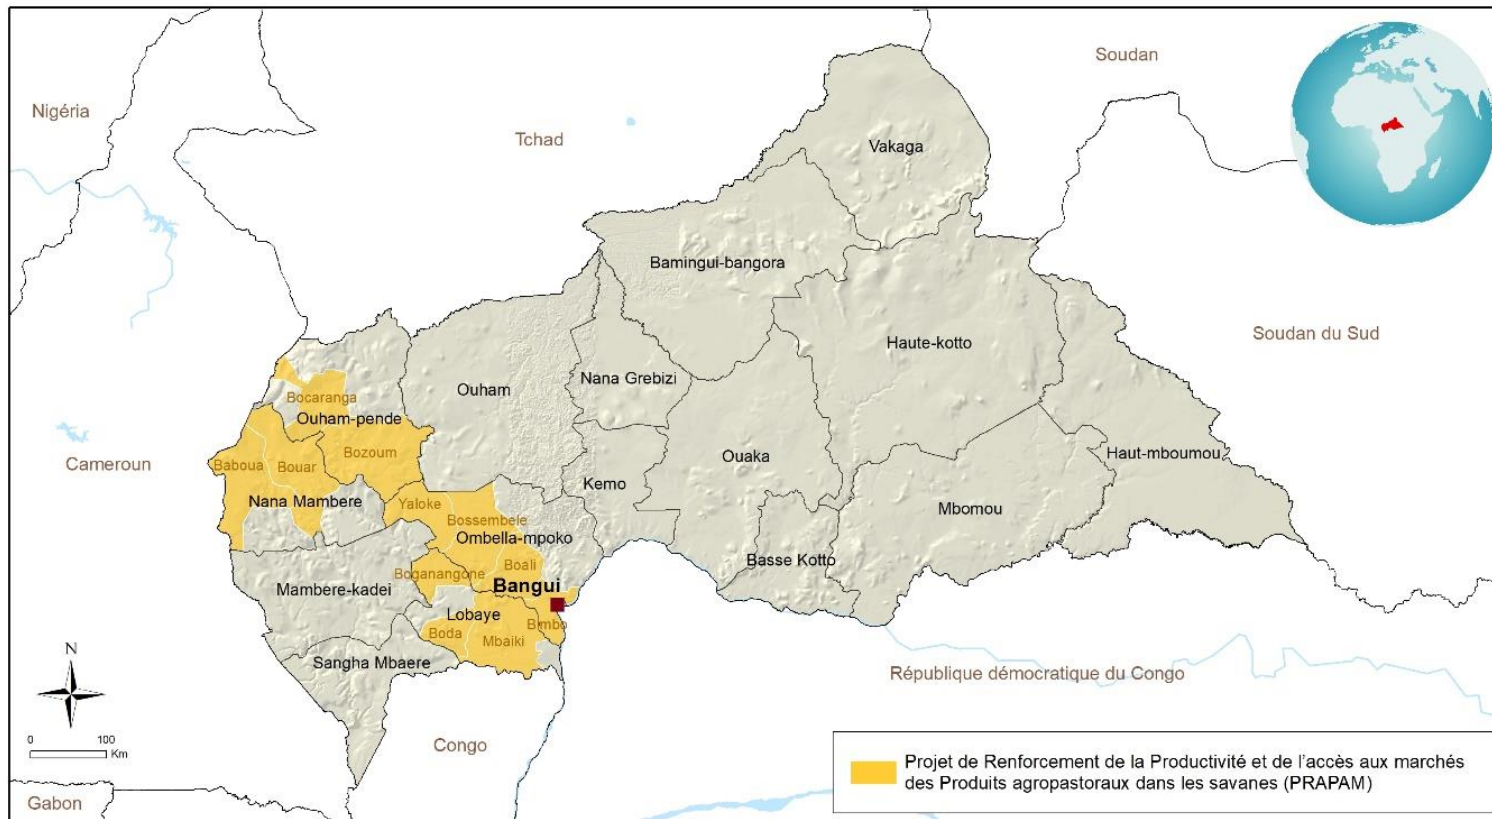 Soudan
Nigéria
Tchad
Vakaga
Bamingui-bangora
Soudan du Sud
Haute-kotto
Nana Grebizi
Ouham
Bocaranga
Ouham-pende
Bozoum
Baboua
Bouar
Cameroun
Ouaka
Haut-mboumou
Kemo
Nana Mambere
Yaloke
Mbomou
Bossembele
Ombella-mpoko
Basse Kotto
Boali
Boganangone
Bangui
Mambere-kadei
Lobaye
Bimbo
Boda
Mbaiki
Sangha Mbaere
République démocratique du Congo
N
0 100
Km
Congo
Gabon
Projet de Renforcement de la Productivité et de l'accès aux marchés
des Produits agropastoraux dans les savanes (PRAPAM)